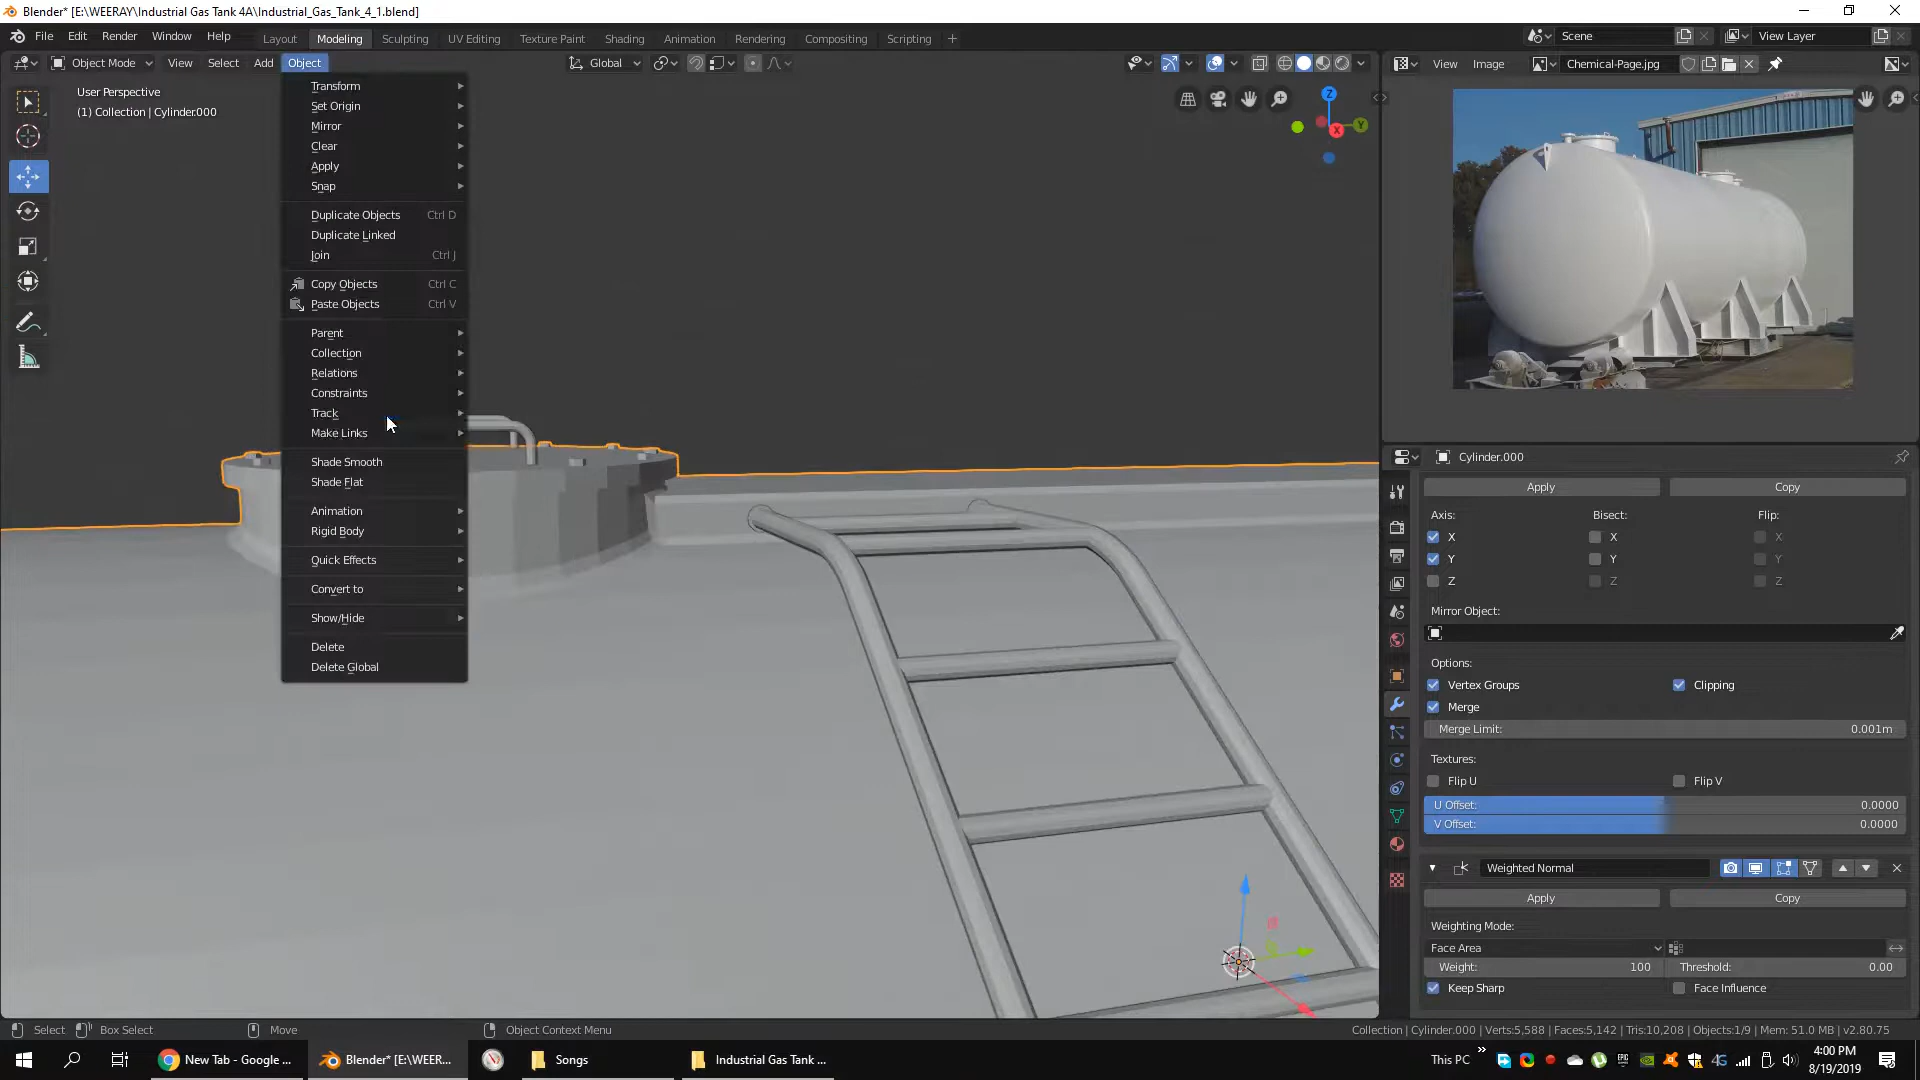 Blender* [E:\WEERAY\Industrial Gas Tank 4A\Industrial_Gas_Tank_4_1.blend]
File Edit Render Window Help Layout Modeling Sculpting UV Editing Texture Paint Shading Animation Rendering Compositing Scripting + Scene View Layer
Object Mode View Select Add Object Global View Image Chemical-Page.jpg
User Perspective
(1) Collection | Cylinder.000
Transform
Set Origin
Mirror
Clear
Apply
Snap
Duplicate Objects Ctrl D
Duplicate Linked
Join Ctrl J
Copy Objects Ctrl C
Paste Objects Ctrl V
Parent
Collection
Relations
Constraints
Track
Make Links
Shade Smooth
Shade Flat
Animation
Rigid Body
Quick Effects
Convert to
Show/Hide
Delete
Delete Global
Z
X
Y
Cylinder.000
Apply Copy
Axis: Bisect: Flip:
X X X
Y Y Y
Z Z Z
Mirror Object:
Options:
Vertex Groups Clipping
Merge
Merge Limit: 0.001m
Textures:
Flip U Flip V
U Offset: 0.0000
V Offset: 0.0000
Weighted Normal
Apply Copy
Weighting Mode:
Face Area
Weight: 100 Threshold: 0.00
Keep Sharp Face Influence
Select Box Select Move Object Context Menu Collection | Cylinder.000 | Verts:5,588 | Faces:5,142 | Tris:10,208 | Objects:1/9 | Mem: 51.0 MB | v2.80.75
New Tab - Google ... Blender* [E:\WEER... Songs Industrial Gas Tank ... This PC 4G 4:00 PM
8/19/2019